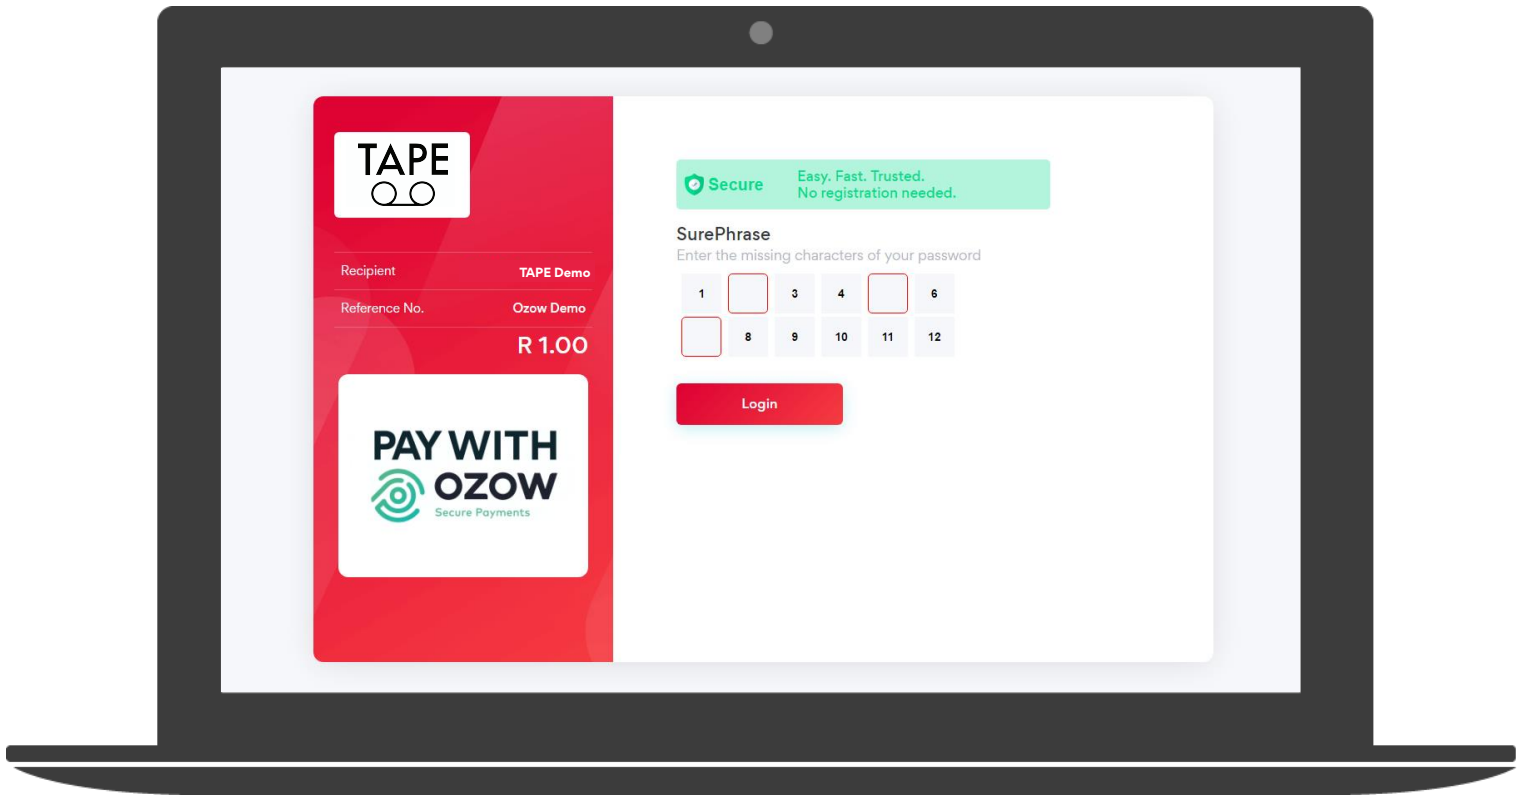 TAPE
Recipient TAPE Demo
Reference No. Ozow Demo
R 1.00
PAY WITH
OZOW
Secure Payments
Secure
Easy. Fast. Trusted.
No registration needed.
SurePhrase
Enter the missing characters of your password
1 3 4 6
8 9 10 11 12
Login